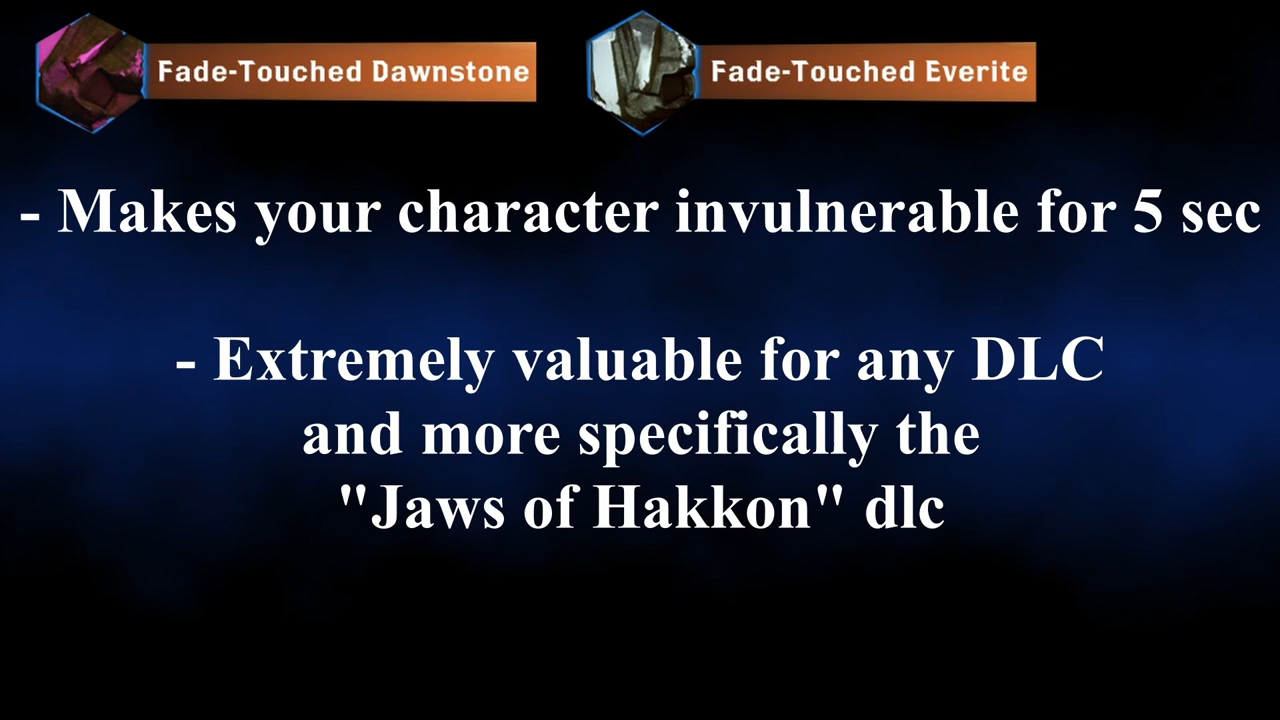 Fade-Touched Dawnstone
Fade-Touched Everite
- Makes your character invulnerable for 5 sec
- Extremely valuable for any DLC
and more specifically the
"Jaws of Hakkon" dlc